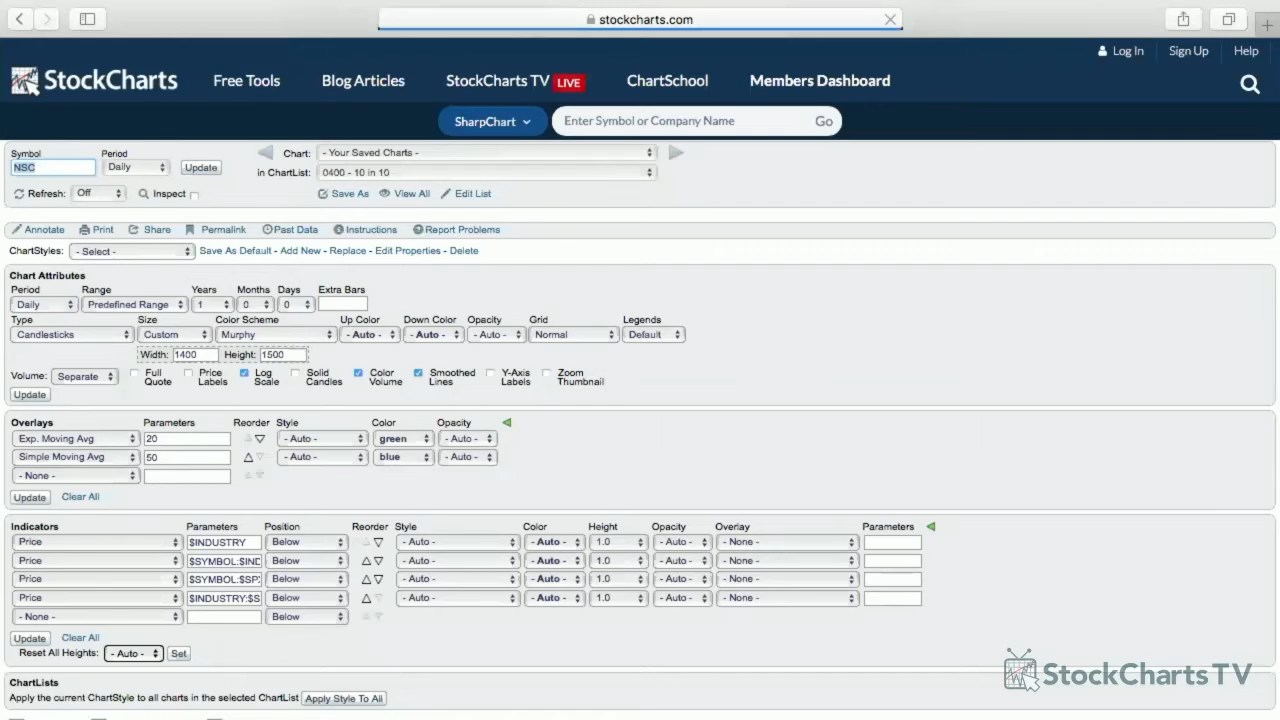 stockcharts.com
Log In Sign Up Help
StockCharts Free Tools Blog Articles StockCharts TV LIVE ChartSchool Members Dashboard
SharpChart Enter Symbol or Company Name Go
Symbol Period Chart: - Your Saved Charts -
NSC Daily Update in ChartList: 0400 - 10 in 10
Refresh: Off Inspect Save As View All Edit List
Annotate Print Share Permalink Past Data Instructions Report Problems
ChartStyles: - Select - Save As Default - Add New - Replace - Edit Properties - Delete
Chart Attributes
Period Range Years Months Days Extra Bars
Daily Predefined Range 1 0 0
Type Size Color Scheme Up Color Down Color Opacity Grid Legends
Candlesticks Custom Murphy - Auto - - Auto - - Auto - Normal Default
Width: 1400 Height: 1500
Volume: Separate Full Quote Price Labels Log Scale Solid Candles Color Volume Smoothed Lines Y-Axis Labels Zoom Thumbnail
Update
Overlays Parameters Reorder Style Color Opacity
Exp. Moving Avg 20 - Auto - green - Auto -
Simple Moving Avg 50 - Auto - blue - Auto -
- None -
Update Clear All
Indicators Parameters Position Reorder Style Color Height Opacity Overlay Parameters
Price $INDUSTRY Below - Auto - - Auto - 1.0 - Auto - - None -
Price $SYMBOL:$IND Below - Auto - - Auto - 1.0 - Auto - - None -
Price $SYMBOL:$SP Below - Auto - - Auto - 1.0 - Auto - - None -
Price $INDUSTRY:$S Below - Auto - - Auto - 1.0 - Auto - - None -
- None - Below
Update Clear All
Reset All Heights: - Auto - Set
ChartLists
Apply the current ChartStyle to all charts in the selected ChartList Apply Style To All
StockChartsTV